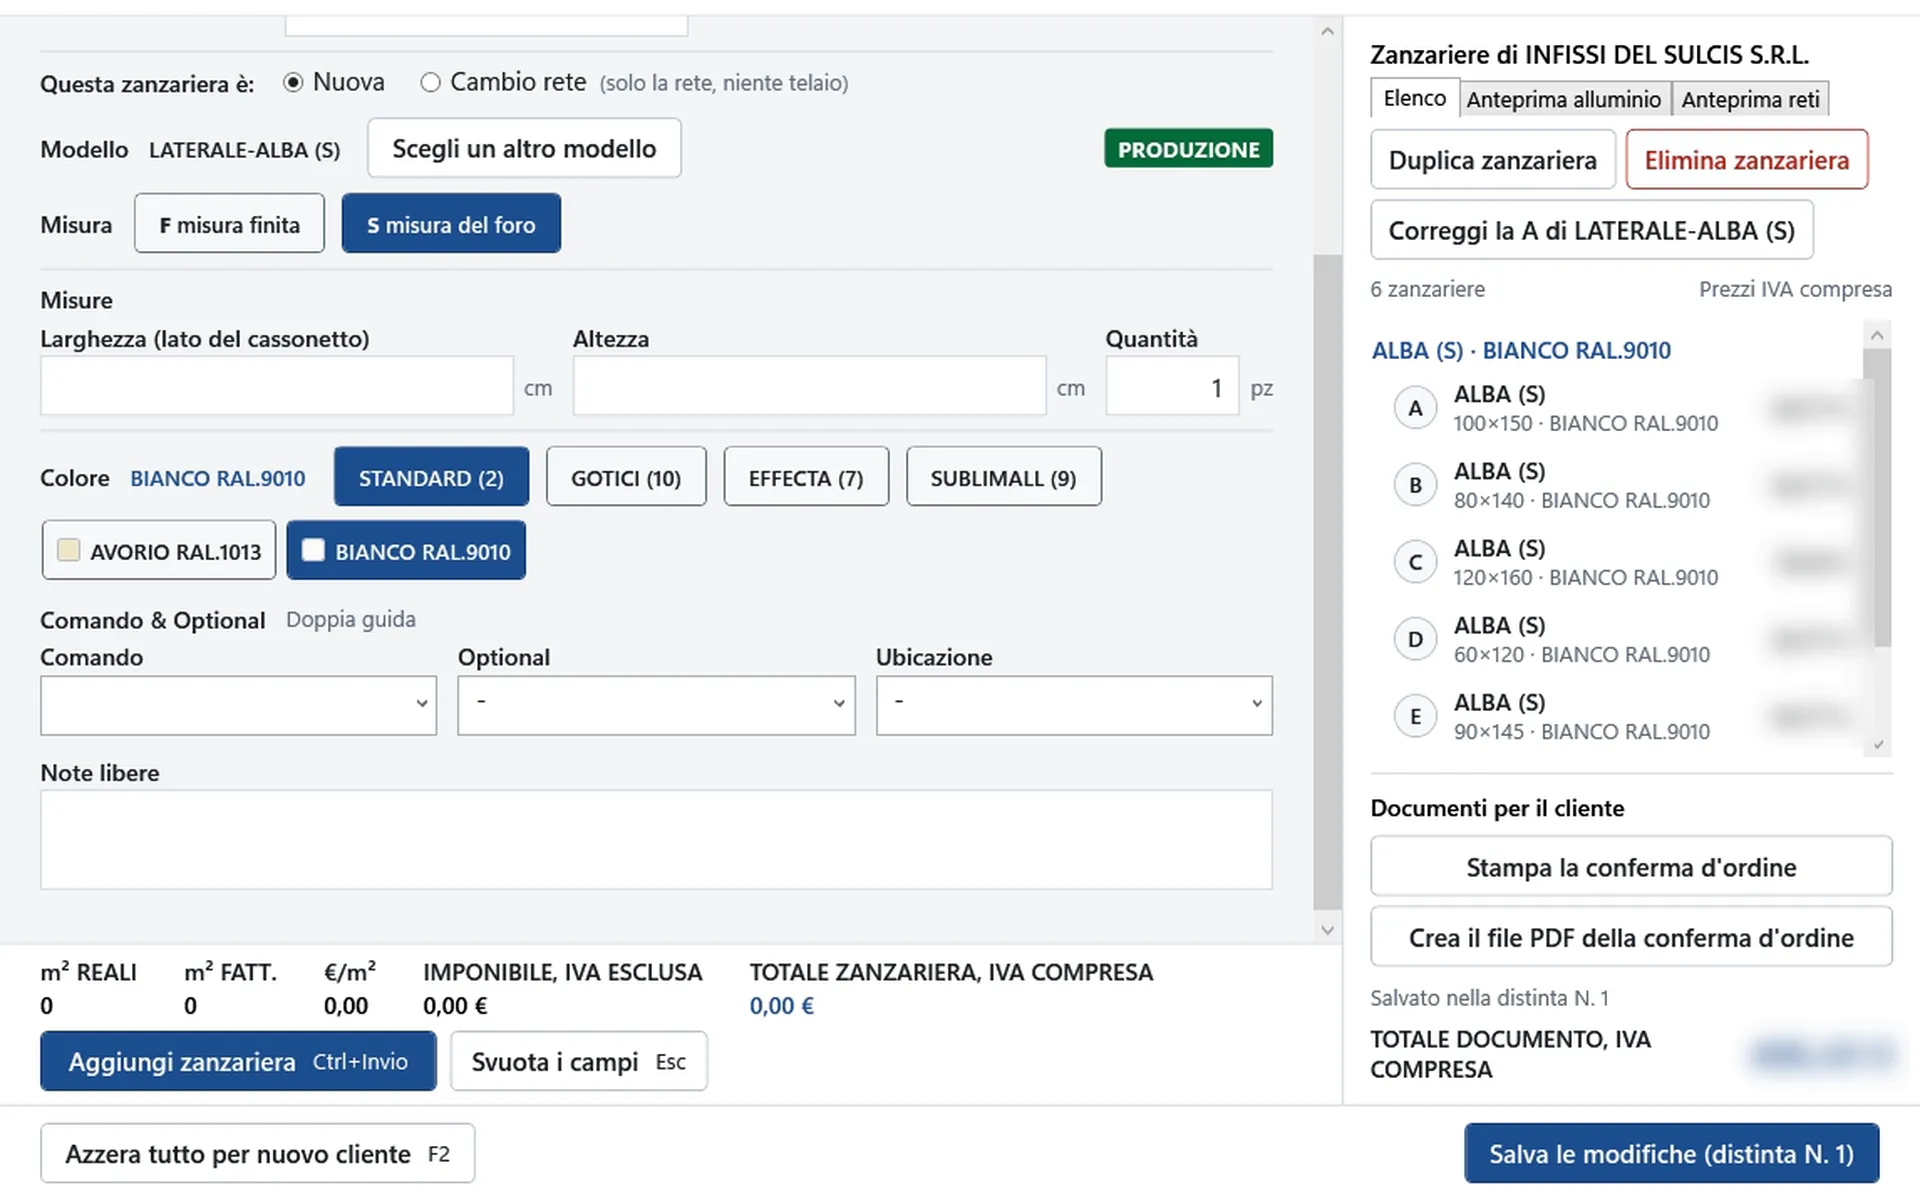 Questa zanzariera è: Nuova Cambio rete (solo la rete, niente telaio)
Modello LATERALE-ALBA (S) Scegli un altro modello PRODUZIONE
Misura F misura finita S misura del foro
Misure
Larghezza (lato del cassonetto) Altezza Quantità
cm cm 1 pz
Colore BIANCO RAL.9010 STANDARD (2) GOTICI (10) EFFECTA (7) SUBLIMALL (9)
AVORIO RAL.1013 BIANCO RAL.9010
Comando & Optional Doppia guida
Comando Optional Ubicazione
- -
Note libere
m² REALI m² FATT. €/m² IMPONIBILE, IVA ESCLUSA TOTALE ZANZARIERA, IVA COMPRESA
0 0 0,00 0,00 € 0,00 €
Aggiungi zanzariera Ctrl+Invio Svuota i campi Esc
Azzera tutto per nuovo cliente F2
Zanzariere di INFISSI DEL SULCIS S.R.L.
Elenco Anteprima alluminio Anteprima reti
Duplica zanzariera Elimina zanzariera
Correggi la A di LATERALE-ALBA (S)
6 zanzariere Prezzi IVA compresa
ALBA (S) · BIANCO RAL.9010
A ALBA (S)
100×150 · BIANCO RAL.9010
B ALBA (S)
80×140 · BIANCO RAL.9010
C ALBA (S)
120×160 · BIANCO RAL.9010
D ALBA (S)
60×120 · BIANCO RAL.9010
E ALBA (S)
90×145 · BIANCO RAL.9010
Documenti per il cliente
Stampa la conferma d'ordine
Crea il file PDF della conferma d'ordine
Salvato nella distinta N. 1
TOTALE DOCUMENTO, IVA
COMPRESA
Salva le modifiche (distinta N. 1)